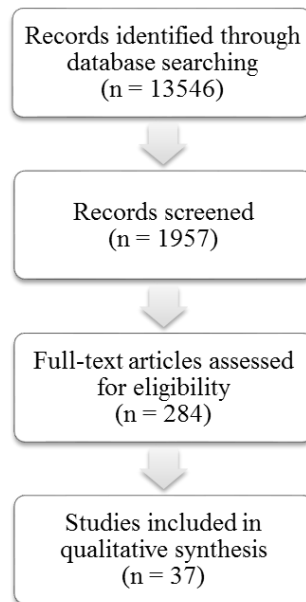 Records identified through
database searching
(n = 13546)
Records screened
(n = 1957)
Full-text articles assessed
for eligibility
(n = 284)
Studies included in
qualitative synthesis
(n = 37)